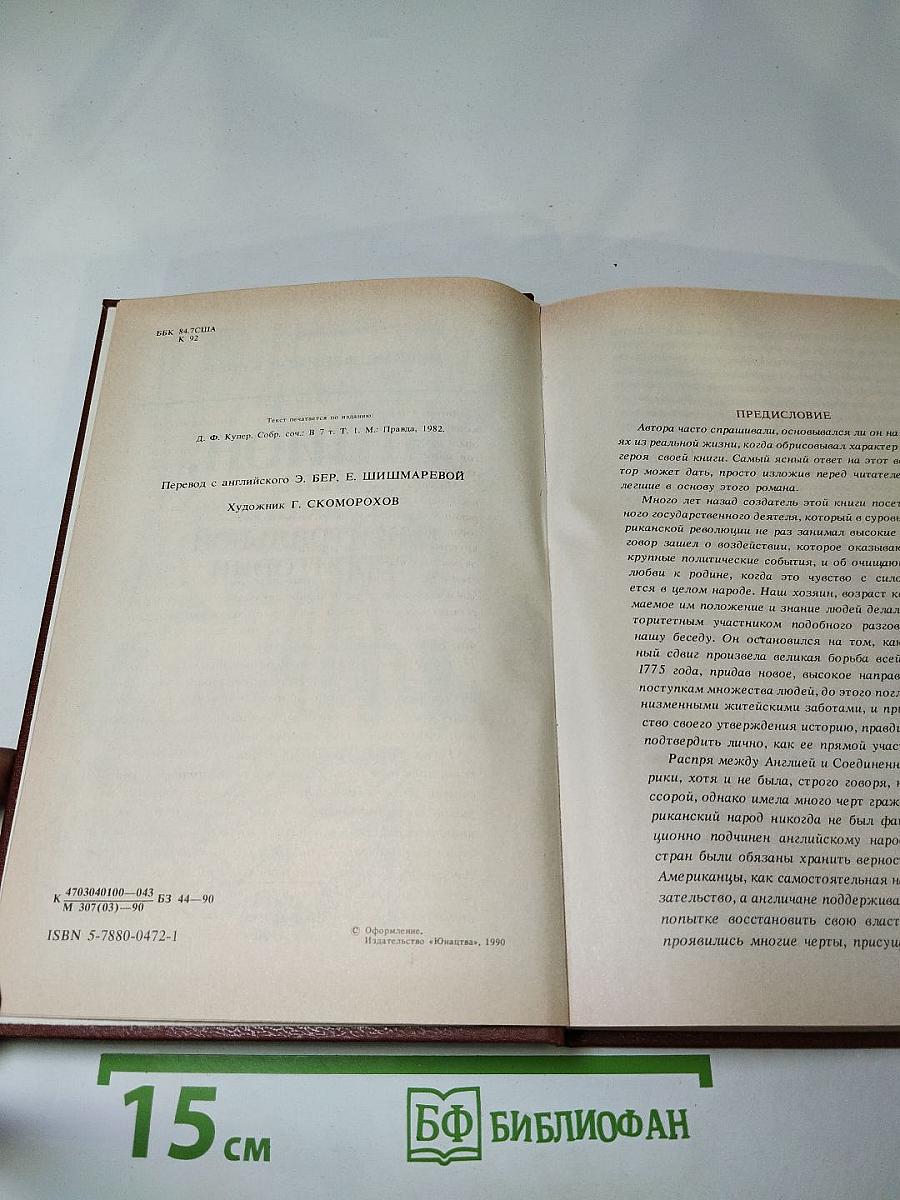 ББК 84.7США
К 92
Текст печатается по изданию:
Д. Ф. Купер. Собр. соч.: В 7 т. Т. 1. М.: Правда, 1982.
Перевод с английского Э. БЕР, Е. ШИШМАРЕВОЙ
Художник Г. СКОМОРОХОВ
К 4703040100—043 БЗ 44—90
М 307(03)—90
ISBN 5-7880-0472-1
© Оформление.
Издательство «Юнацтва», 1990
ПРЕДИСЛОВИЕ
Автора часто спрашивали, основывался ли он на
ях из реальной жизни, когда обрисовывал характер
героя своей книги. Самый ясный ответ на этот во
тор может дать, просто изложив перед читателе
легшие в основу этого романа.
Много лет назад создатель этой книги посет
ного государственного деятеля, который в суровы
риканской революции не раз занимал высокие
говор зашел о воздействии, которое оказываю
крупные политические события, и об очищаю
любви к родине, когда это чувство с сило
ется в целом народе. Наш хозяин, возраст ко
маемое им положение и знание людей делал
торитетным участником подобного разгов
нашу беседу. Он остановился на том, как
ный сдвиг произвела великая борьба всей
1775 года, придав новое, высокое направ
поступкам множества людей, до этого погл
низменными житейскими заботами, и при
ство своего утверждения историю, правди
подтвердить лично, как ее прямой учас
Распря между Англией и Соединенн
рики, хотя и не была, строго говоря,
ссорой, однако имела много черт граж
риканский народ никогда не был фа
ционно подчинен английскому наро
стран были обязаны хранить вернос
Американцы, как самостоятельная н
зательство, а англичане поддержива
попытке восстановить свою власт
проявились многие черты, присущ
15 см
БФ БИБЛИОФАН